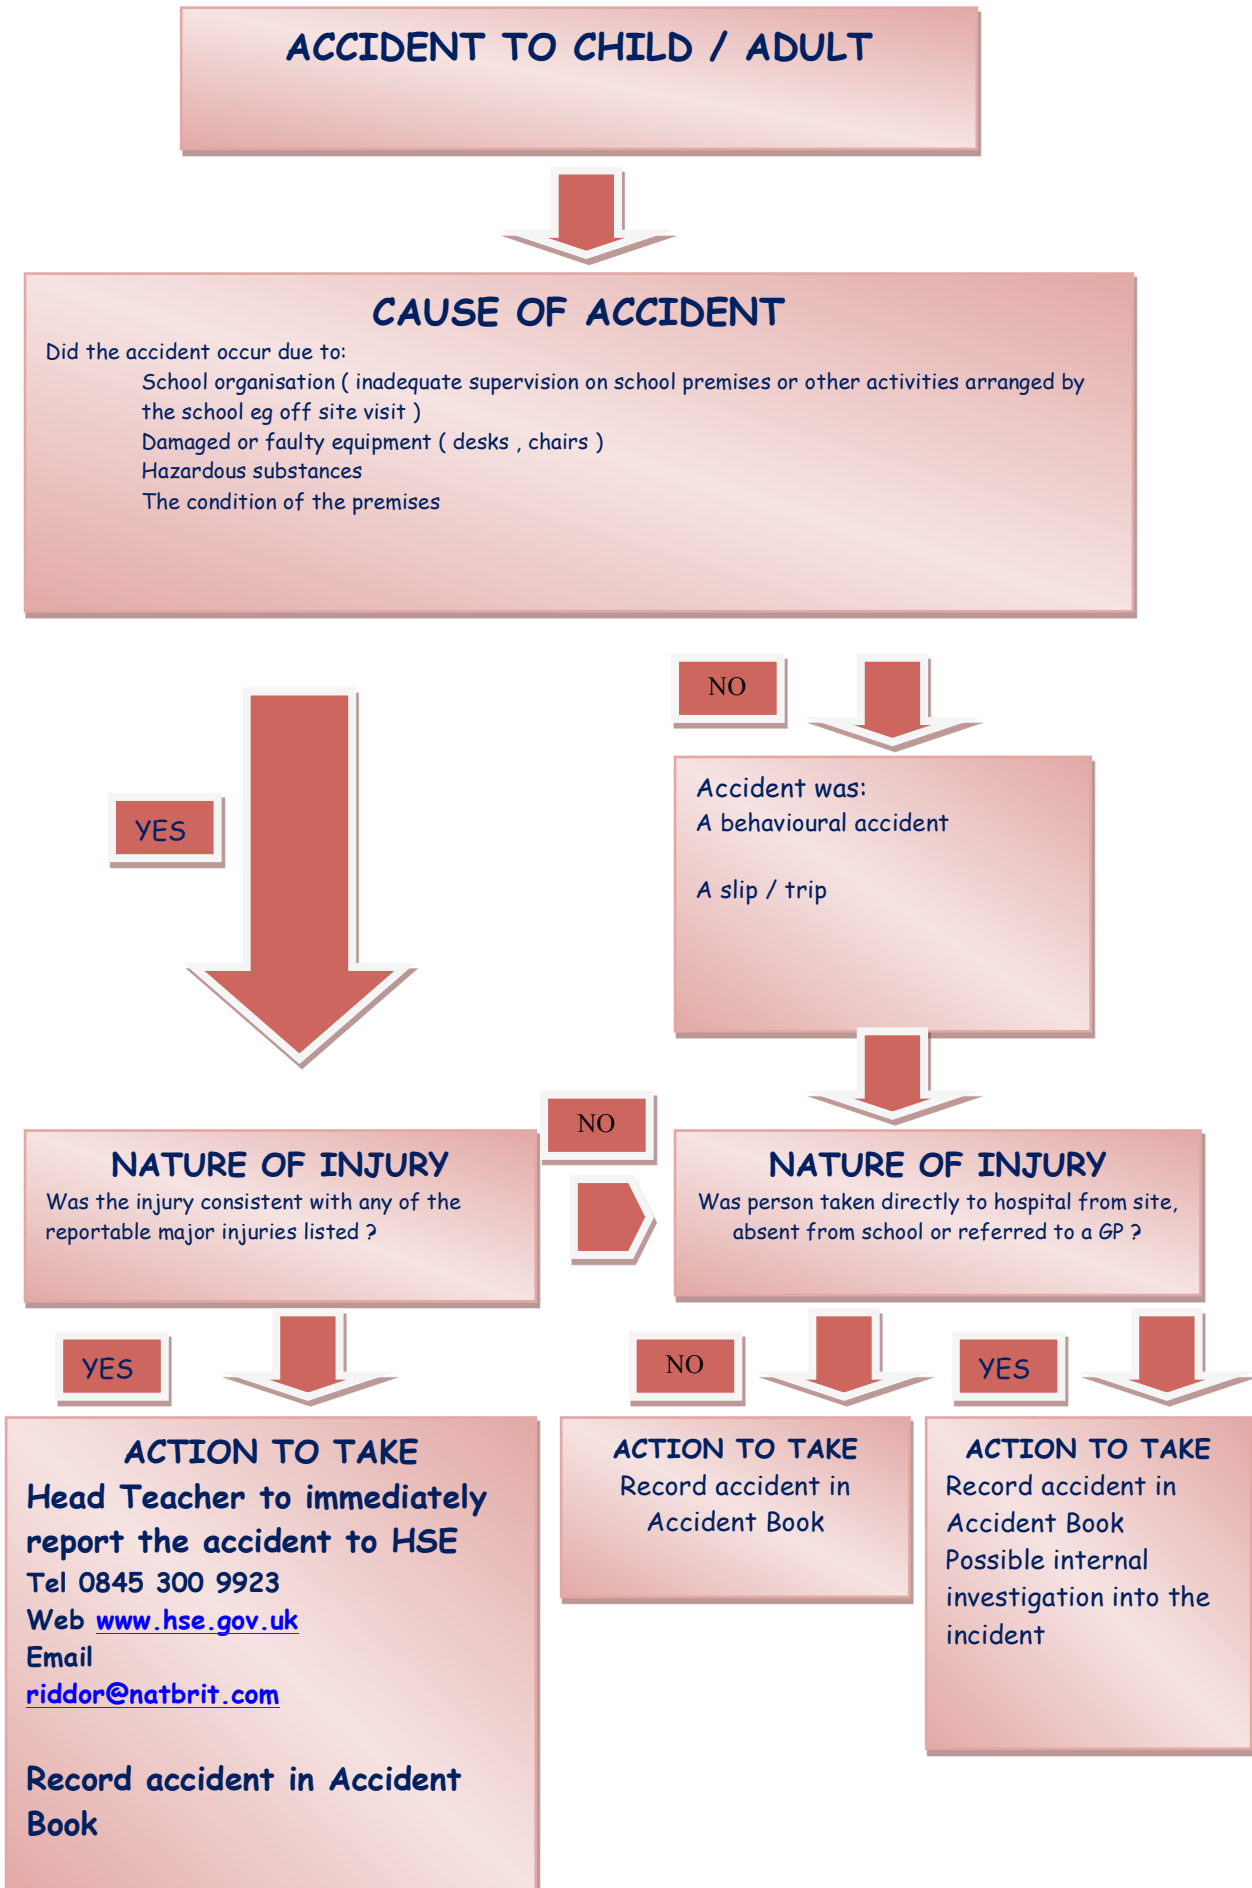 ACCIDENT TO CHILD / ADULT
CAUSE OF ACCIDENT
Did the accident occur due to:
School organisation ( inadequate supervision on school premises or other activities arranged by
the school eg off site visit )
Damaged or faulty equipment ( desks , chairs )
Hazardous substances
The condition of the premises
NO
YES
Accident was:
A behavioural accident
A slip / trip
NO
NATURE OF INJURY
Was the injury consistent with any of the
reportable major injuries listed ?
NATURE OF INJURY
Was person taken directly to hospital from site,
absent from school or referred to a GP ?
YES
NO
YES
ACTION TO TAKE
Head Teacher to immediately
report the accident to HSE
Tel 0845 300 9923
Web www.hse.gov.uk
Email
riddor@natbrit.com
Record accident in Accident
Book
ACTION TO TAKE
Record accident in
Accident Book
ACTION TO TAKE
Record accident in
Accident Book
Possible internal
investigation into the
incident